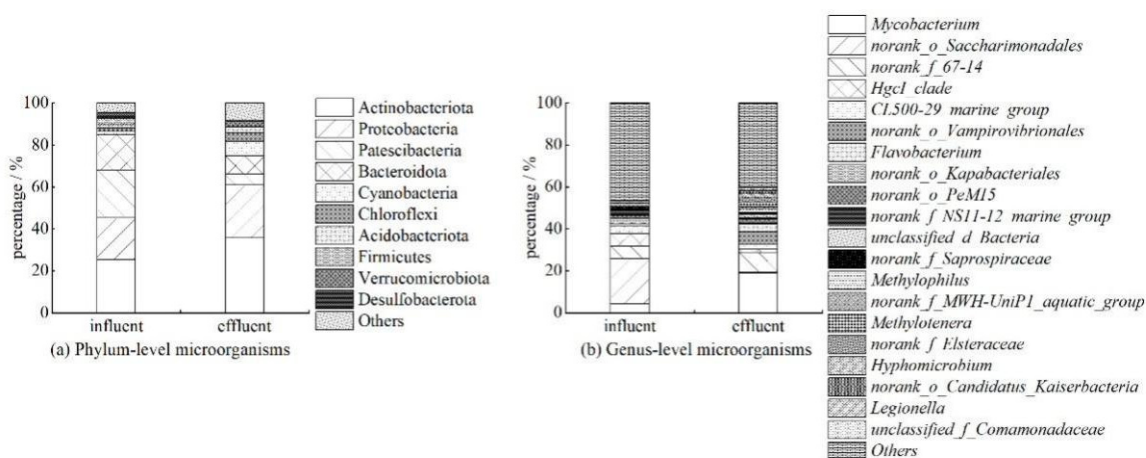 percentage / %
100
80
60
40
20
0
influent
effluent
(a) Phylum-level microorganisms
Actinobacteriota
Proteobacteria
Patescibacteria
Bacteroidota
Cyanobacteria
Chloroflexi
Acidobacteriota
Firmicutes
Verrucomicrobiota
Desulfobacterota
Others
percentage / %
100
80
60
40
20
0
influent
effluent
(b) Genus-level microorganisms
Mycobacterium
norank_o_Saccharimonadales
norank_f_67-14
HgcI_clade
CL500-29_marine_group
norank_o_Vampirovibrionales
Flavobacterium
norank_o_Kapabacteriales
norank_o_PeM15
norank_f_NS11-12_marine_group
unclassified_d_Bacteria
norank_f_Saprospiraceae
Methylophilus
norank_f_MWH-UniP1_aquatic_group
Methylotenera
norank_f_Elsteraceae
Hyphomicrobium
norank_o_Candidatus_Kaiserbacteria
Legionella
unclassified_f_Comamonadaceae
Others